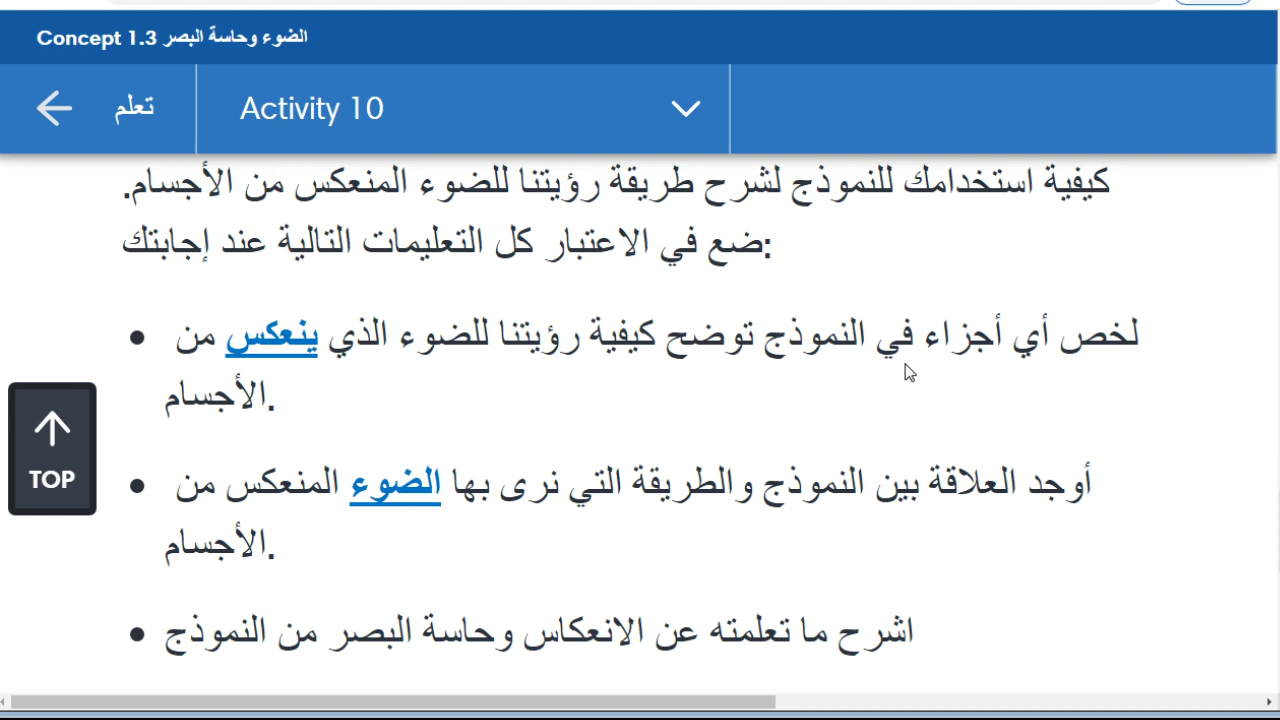 Concept 1.3 الضوء وحاسة البصر
تعلم
Activity 10
كيفية استخدامك للنموذج لشرح طريقة رؤيتنا للضوء المنعكس من الأجسام.
ضع في الاعتبار كل التعليمات التالية عند إجابتك:
لخص أي أجزاء في النموذج توضح كيفية رؤيتنا للضوء الذي ينعكس من
الأجسام.
أوجد العلاقة بين النموذج والطريقة التي نرى بها الضوء المنعكس من
الأجسام.
اشرح ما تعلمته عن الانعكاس وحاسة البصر من النموذج
TOP